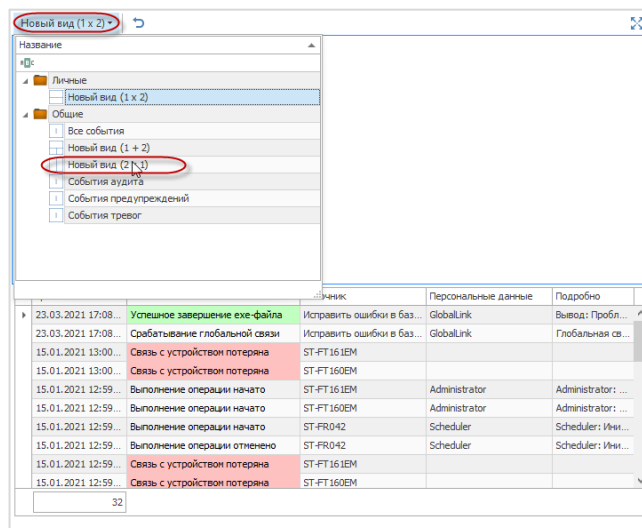 Новый вид (1 x 2)
Название
Личные
Новый вид (1 x 2)
Общие
Все события
Новый вид (1 + 2)
Новый вид (2 1)
События аудита
События предупреждений
События тревог
Персональные данные Подробно
23.03.2021 17:08... Успешное завершение exe-файла Исправить ошибки в баз... GlobalLink Вывод: Пробл...
23.03.2021 17:08... Срабатывание глобальной связи Исправить ошибки в баз... GlobalLink Глобальная св...
15.01.2021 13:00... Связь с устройством потеряна ST-FT161EM
15.01.2021 13:00... Связь с устройством потеряна ST-FT160EM
15.01.2021 12:59... Выполнение операции начато ST-FT161EM Administrator Administrator: ...
15.01.2021 12:59... Выполнение операции начато ST-FT160EM Administrator Administrator: ...
15.01.2021 12:59... Выполнение операции начато ST-FR042 Scheduler Scheduler: Ини...
15.01.2021 12:59... Выполнение операции отменено ST-FR042 Scheduler Scheduler: Ини...
15.01.2021 12:59... Связь с устройством потеряна ST-FT161EM
15.01.2021 12:59... Связь с устройством потеряна ST-FT160EM
32